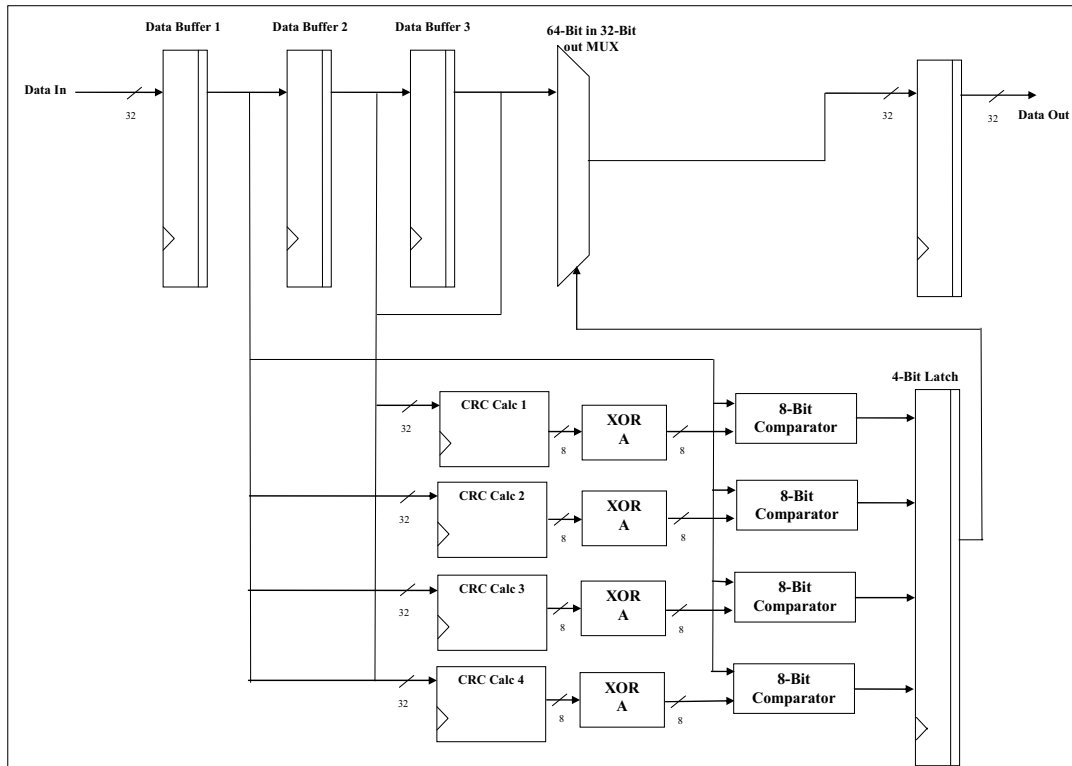 Data Buffer 1
Data Buffer 2
Data Buffer 3
64-Bit in 32-Bit
out MUX
Data In
32
32
32
Data Out
4-Bit Latch
CRC Calc 1
32
8
XOR
A
8
8-Bit
Comparator
CRC Calc 2
32
8
XOR
A
8
8-Bit
Comparator
CRC Calc 3
32
8
XOR
A
8
8-Bit
Comparator
CRC Calc 4
32
8
XOR
A
8
8-Bit
Comparator